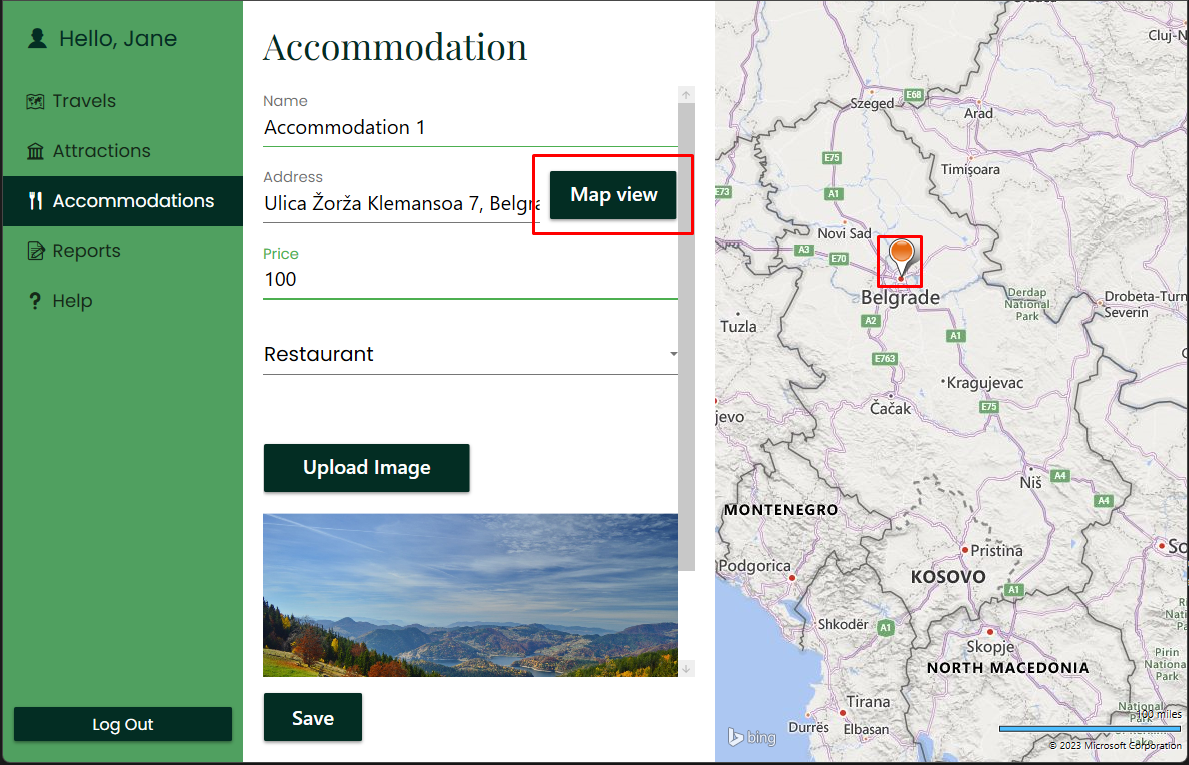 Hello, Jane
Travels
Attractions
Accommodations
Reports
Help
Log Out
Accommodation
Name
Accommodation 1
Address
Ulica Žorža Klemansoa 7, Belgra
Map view
Price
100
Restaurant
Upload Image
Save
Cluj-N
Szeged
E68
Arad
E75
Timişoara
E73
A1
Novi Sad
A3
E70
Belgrade
Derdap
National
Park
Drobeta-Turn
Severin
A2
Tuzla
A1
E763
Kragujevac
Čačak
E75
jevo
Niš
A4
A4
MONTENEGRO
Pristina
So
Podgorica
KOSOVO
A1
Shkodër
A1
Skopje
NORTH MACEDONIA
Pirin
Nationa
Park
Tirana
National
Park
100 miles
Durrës
Elbasan
bing
© 2023 Microsoft Corporation